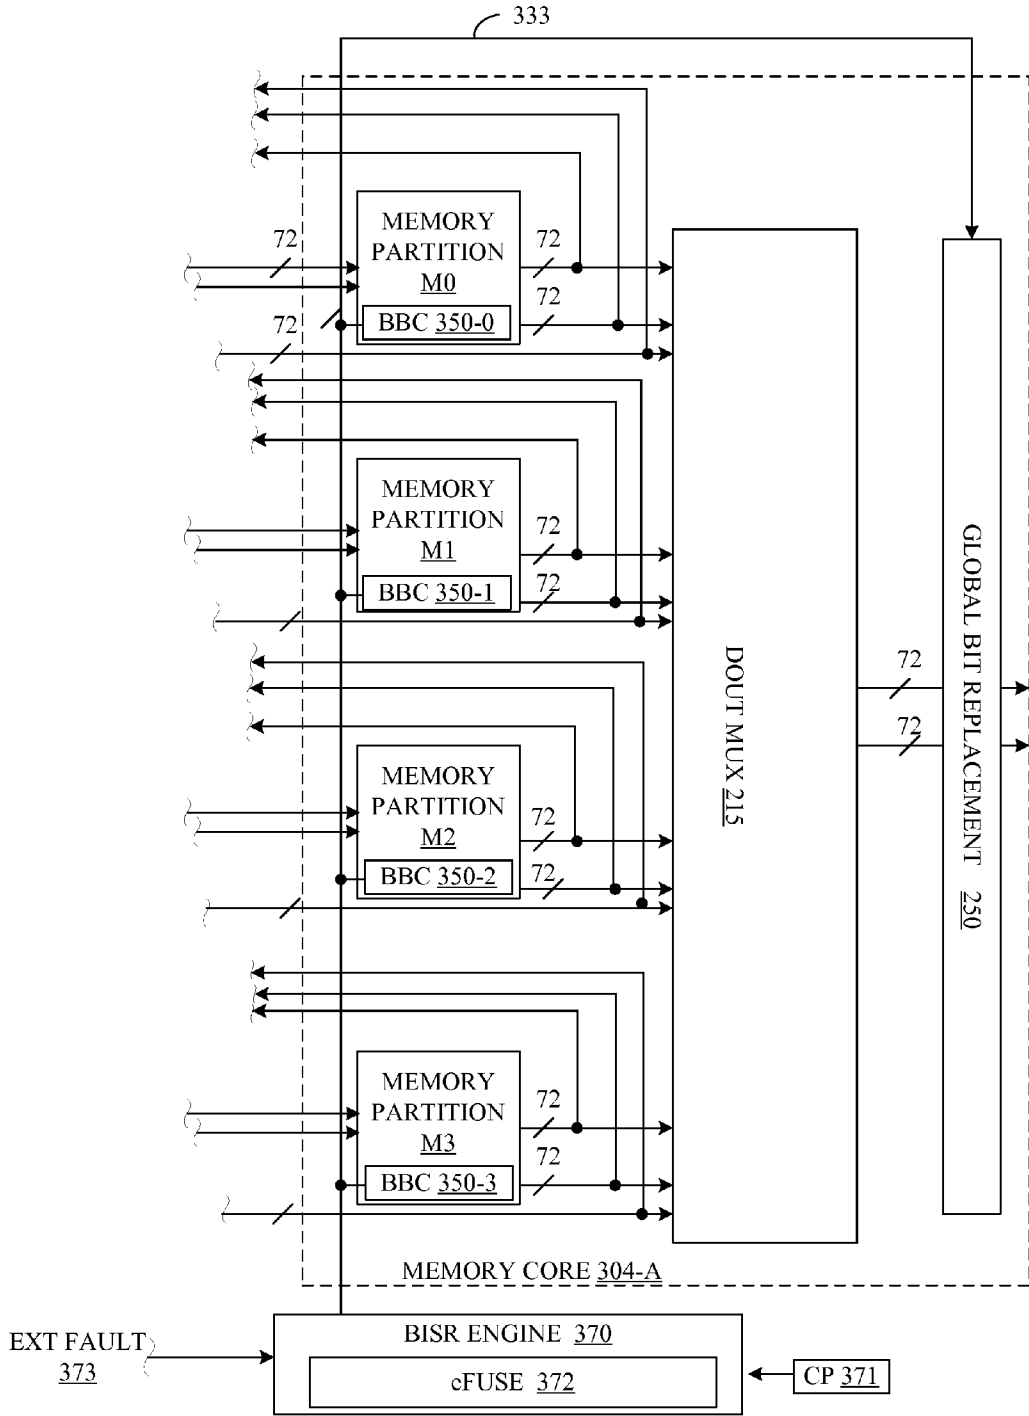 333
MEMORY
PARTITION
M0
72
72
72
BBC 350-0
72
MEMORY
PARTITION
M1
72
BBC 350-1
72
MEMORY
PARTITION
M2
72
BBC 350-2
72
MEMORY
PARTITION
M3
72
BBC 350-3
72
DOUT MUX 215
72
72
GLOBAL BIT REPLACEMENT 250
MEMORY CORE 304-A
BISR ENGINE 370
EXT FAULT
373
eFUSE 372
CP 371